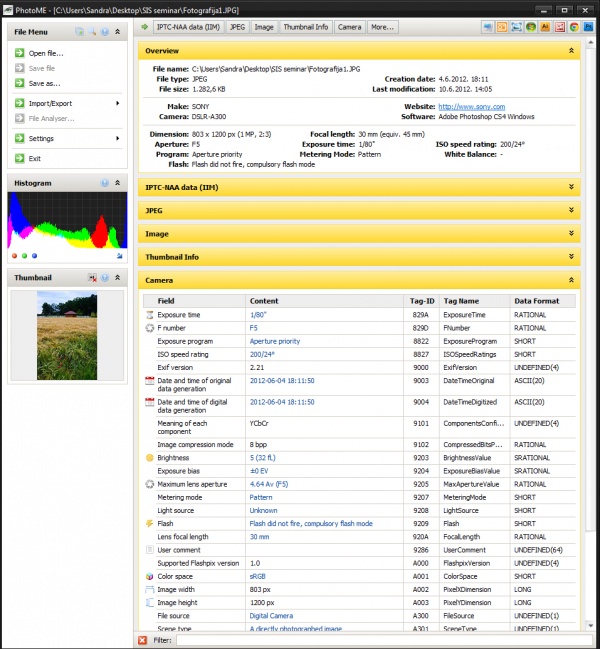 PhotoME - [C:\Users\Sandra\Desktop\SIS seminar\Fotografija1.JPG]
File Menu
Open file...
Save file
Save as...
Import/Export
File Analyser...
Settings
Exit
Histogram
Thumbnail
IPTC-NAA data (IIM) JPEG Image Thumbnail Info Camera More...
Overview
File name: C:\Users\Sandra\Desktop\SIS seminar\Fotografija1.JPG
File type: JPEG Creation date: 4.6.2012. 18:11
File size: 1.282,6 KB Last modification: 10.6.2012. 14:05
Make: SONY Website: http://www.sony.com
Camera: DSLR-A300 Software: Adobe Photoshop CS4 Windows
Dimension: 803 x 1200 px (1 MP, 2:3) Focal length: 30 mm (equiv. 45 mm)
Aperture: F5 Exposure time: 1/80" ISO speed rating: 200/24°
Program: Aperture priority Metering Mode: Pattern White Balance: -
Flash: Flash did not fire, compulsory flash mode
IPTC-NAA data (IIM)
JPEG
Image
Thumbnail Info
Camera
Field Content Tag-ID Tag Name Data Format
Exposure time 1/80" 829A ExposureTime RATIONAL
F number F5 829D FNumber RATIONAL
Exposure program Aperture priority 8822 ExposureProgram SHORT
ISO speed rating 200/24° 8827 ISOSpeedRatings SHORT
Exif version 2.21 9000 ExifVersion UNDEFINED(4)
Date and time of original data generation 2012-06-04 18:11:50 9003 DateTimeOriginal ASCII(20)
Date and time of digital data generation 2012-06-04 18:11:50 9004 DateTimeDigitized ASCII(20)
Meaning of each component YCbCr 9101 ComponentsConfi... UNDEFINED(4)
Image compression mode 8 bpp 9102 CompressedBitsP... RATIONAL
Brightness 5 (32 fL) 9203 BrightnessValue SRATIONAL
Exposure bias ±0 EV 9204 ExposureBiasValue SRATIONAL
Maximum lens aperture 4.64 Av (F5) 9205 MaxApertureValue RATIONAL
Metering mode Pattern 9207 MeteringMode SHORT
Light source Unknown 9208 LightSource SHORT
Flash Flash did not fire, compulsory flash mode 9209 Flash SHORT
Lens focal length 30 mm 920A FocalLength RATIONAL
User comment 9286 UserComment UNDEFINED(64)
Supported Flashpix version 1.0 A000 FlashpixVersion UNDEFINED(4)
Color space sRGB A001 ColorSpace SHORT
Image width 803 px A002 PixelXDimension LONG
Image height 1200 px A003 PixelYDimension LONG
File source Digital Camera A300 FileSource UNDEFINED(1)
Scene type A directly photographed image A301 SceneType UNDEFINED(1)
Filter: